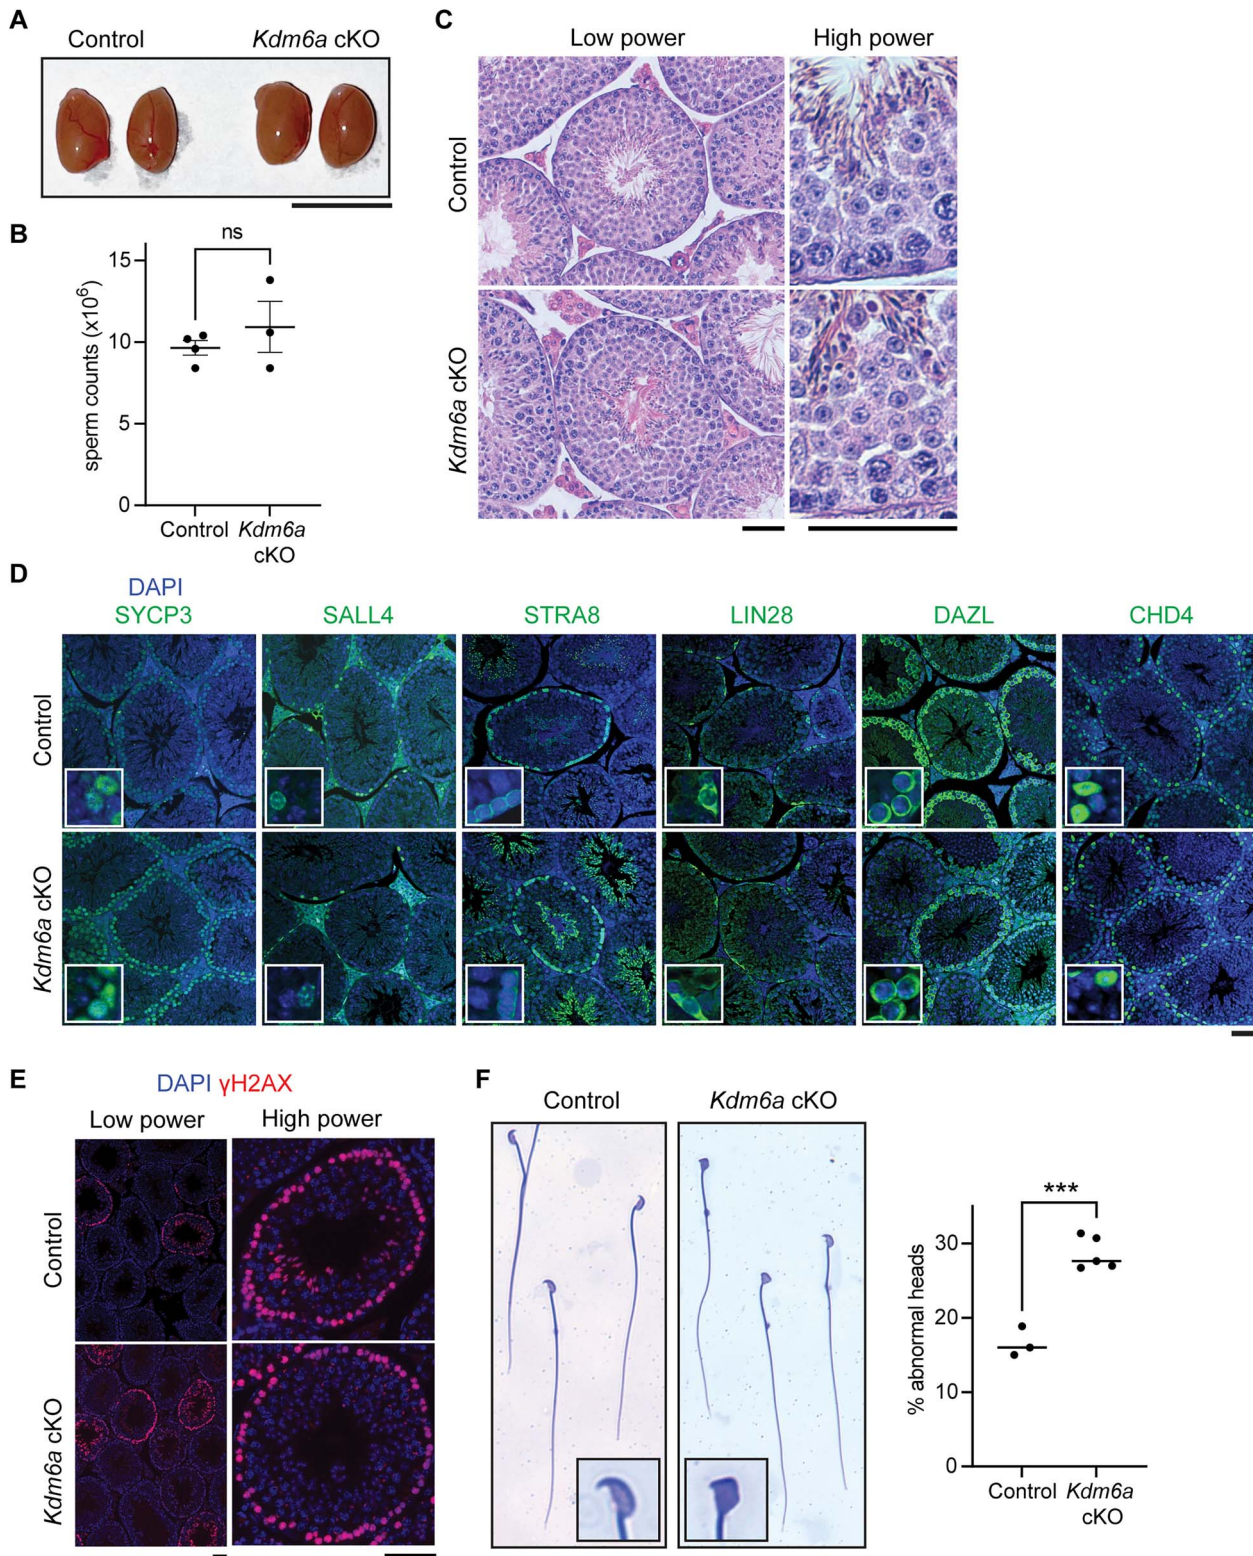 A
Control Kdm6a cKO
B
ns
15
10
5
0
sperm counts (x10⁶)
Control Kdm6a
cKO
C
Low power High power
Control
Kdm6a cKO
D
DAPI
SYCP3 SALL4 STRA8 LIN28 DAZL CHD4
Control
Kdm6a cKO
E
DAPI γH2AX
Low power High power
Control
Kdm6a cKO
F
Control Kdm6a cKO
***
30
20
10
0
% abnormal heads
Control Kdm6a
cKO